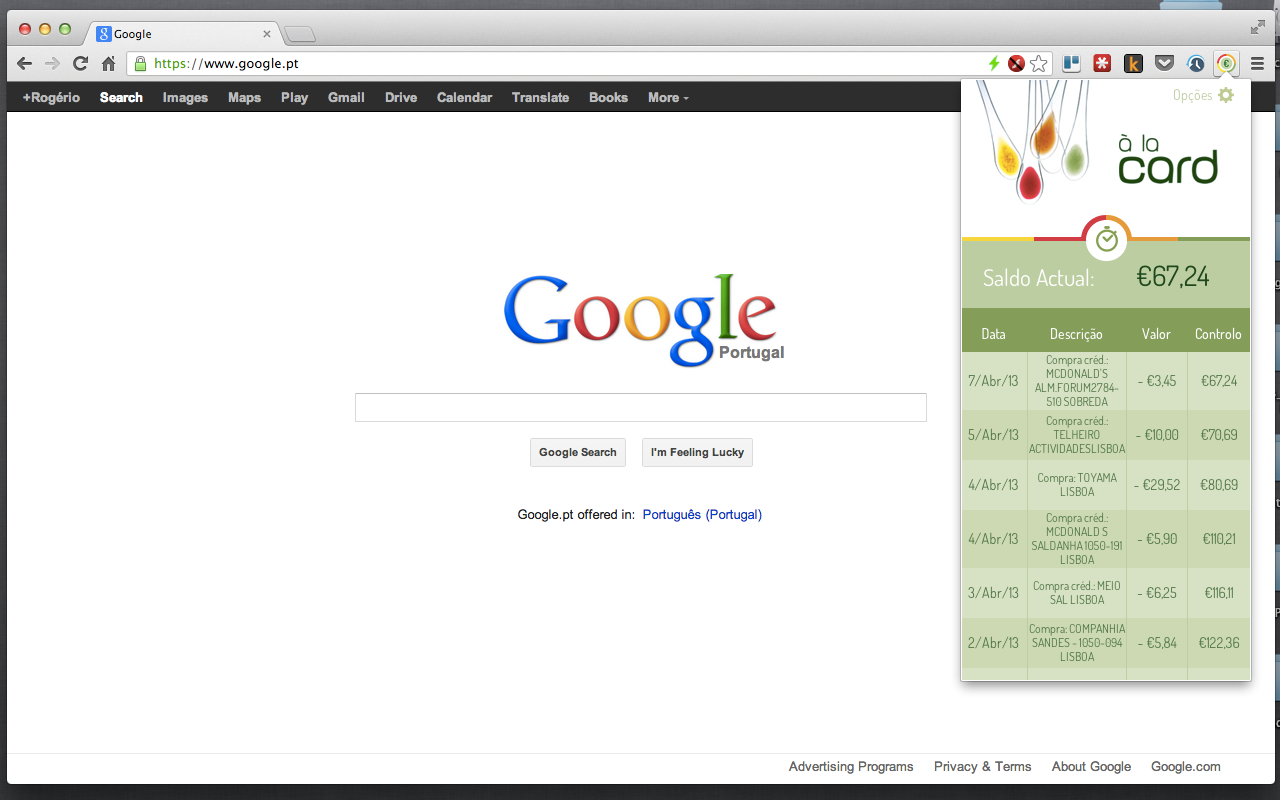 Google
https://www.google.pt
+Rogério Search Images Maps Play Gmail Drive Calendar Translate Books More
Opções
à la
card
Saldo Actual: €67,24
Data Descrição Valor Controlo
7/Abr/13 Compra créd.: MCDONALD'S ALM.FORUM2784-510 SOBREDA - €3,45 €67,24
5/Abr/13 Compra créd.: TELHEIRO ACTIVIDADESLISBOA - €10,00 €70,69
4/Abr/13 Compra: TOYAMA LISBOA - €29,52 €80,69
4/Abr/13 Compra créd.: MCDONALD S SALDANHA 1050-191 LISBOA - €5,90 €110,21
3/Abr/13 Compra créd.: MEIO SAL LISBOA - €6,25 €116,11
2/Abr/13 Compra: COMPANHIA SANDES - 1050-094 LISBOA - €5,84 €122,36
Google
Portugal
Google Search I'm Feeling Lucky
Google.pt offered in: Português (Portugal)
Advertising Programs Privacy & Terms About Google Google.com